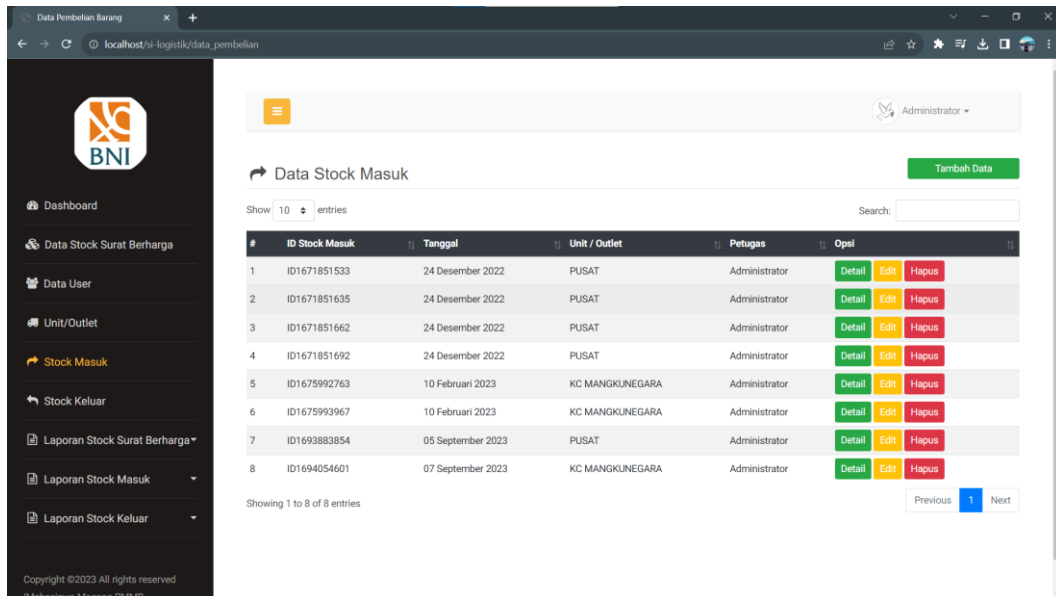 Data Pembelian Barang
localhost/si-logistik/data_pembelian
BNI
Administrator
Data Stock Masuk
Tambah Data
Dashboard
Show 10 entries
Search:
Data Stock Surat Berharga
# ID Stock Masuk Tanggal Unit / Outlet Petugas Opsi
1 ID1671851533 24 Desember 2022 PUSAT Administrator Detail Edit Hapus
Data User
2 ID1671851635 24 Desember 2022 PUSAT Administrator Detail Edit Hapus
Unit/Outlet
3 ID1671851662 24 Desember 2022 PUSAT Administrator Detail Edit Hapus
Stock Masuk
4 ID1671851692 24 Desember 2022 PUSAT Administrator Detail Edit Hapus
5 ID1675992763 10 Februari 2023 KC MANGKUNEGARA Administrator Detail Edit Hapus
Stock Keluar
6 ID1675993967 10 Februari 2023 KC MANGKUNEGARA Administrator Detail Edit Hapus
Laporan Stock Surat Berharga
7 ID1693883854 05 September 2023 PUSAT Administrator Detail Edit Hapus
8 ID1694054601 07 September 2023 KC MANGKUNEGARA Administrator Detail Edit Hapus
Laporan Stock Masuk
Showing 1 to 8 of 8 entries
Previous 1 Next
Laporan Stock Keluar
Copyright ©2023 All rights reserved